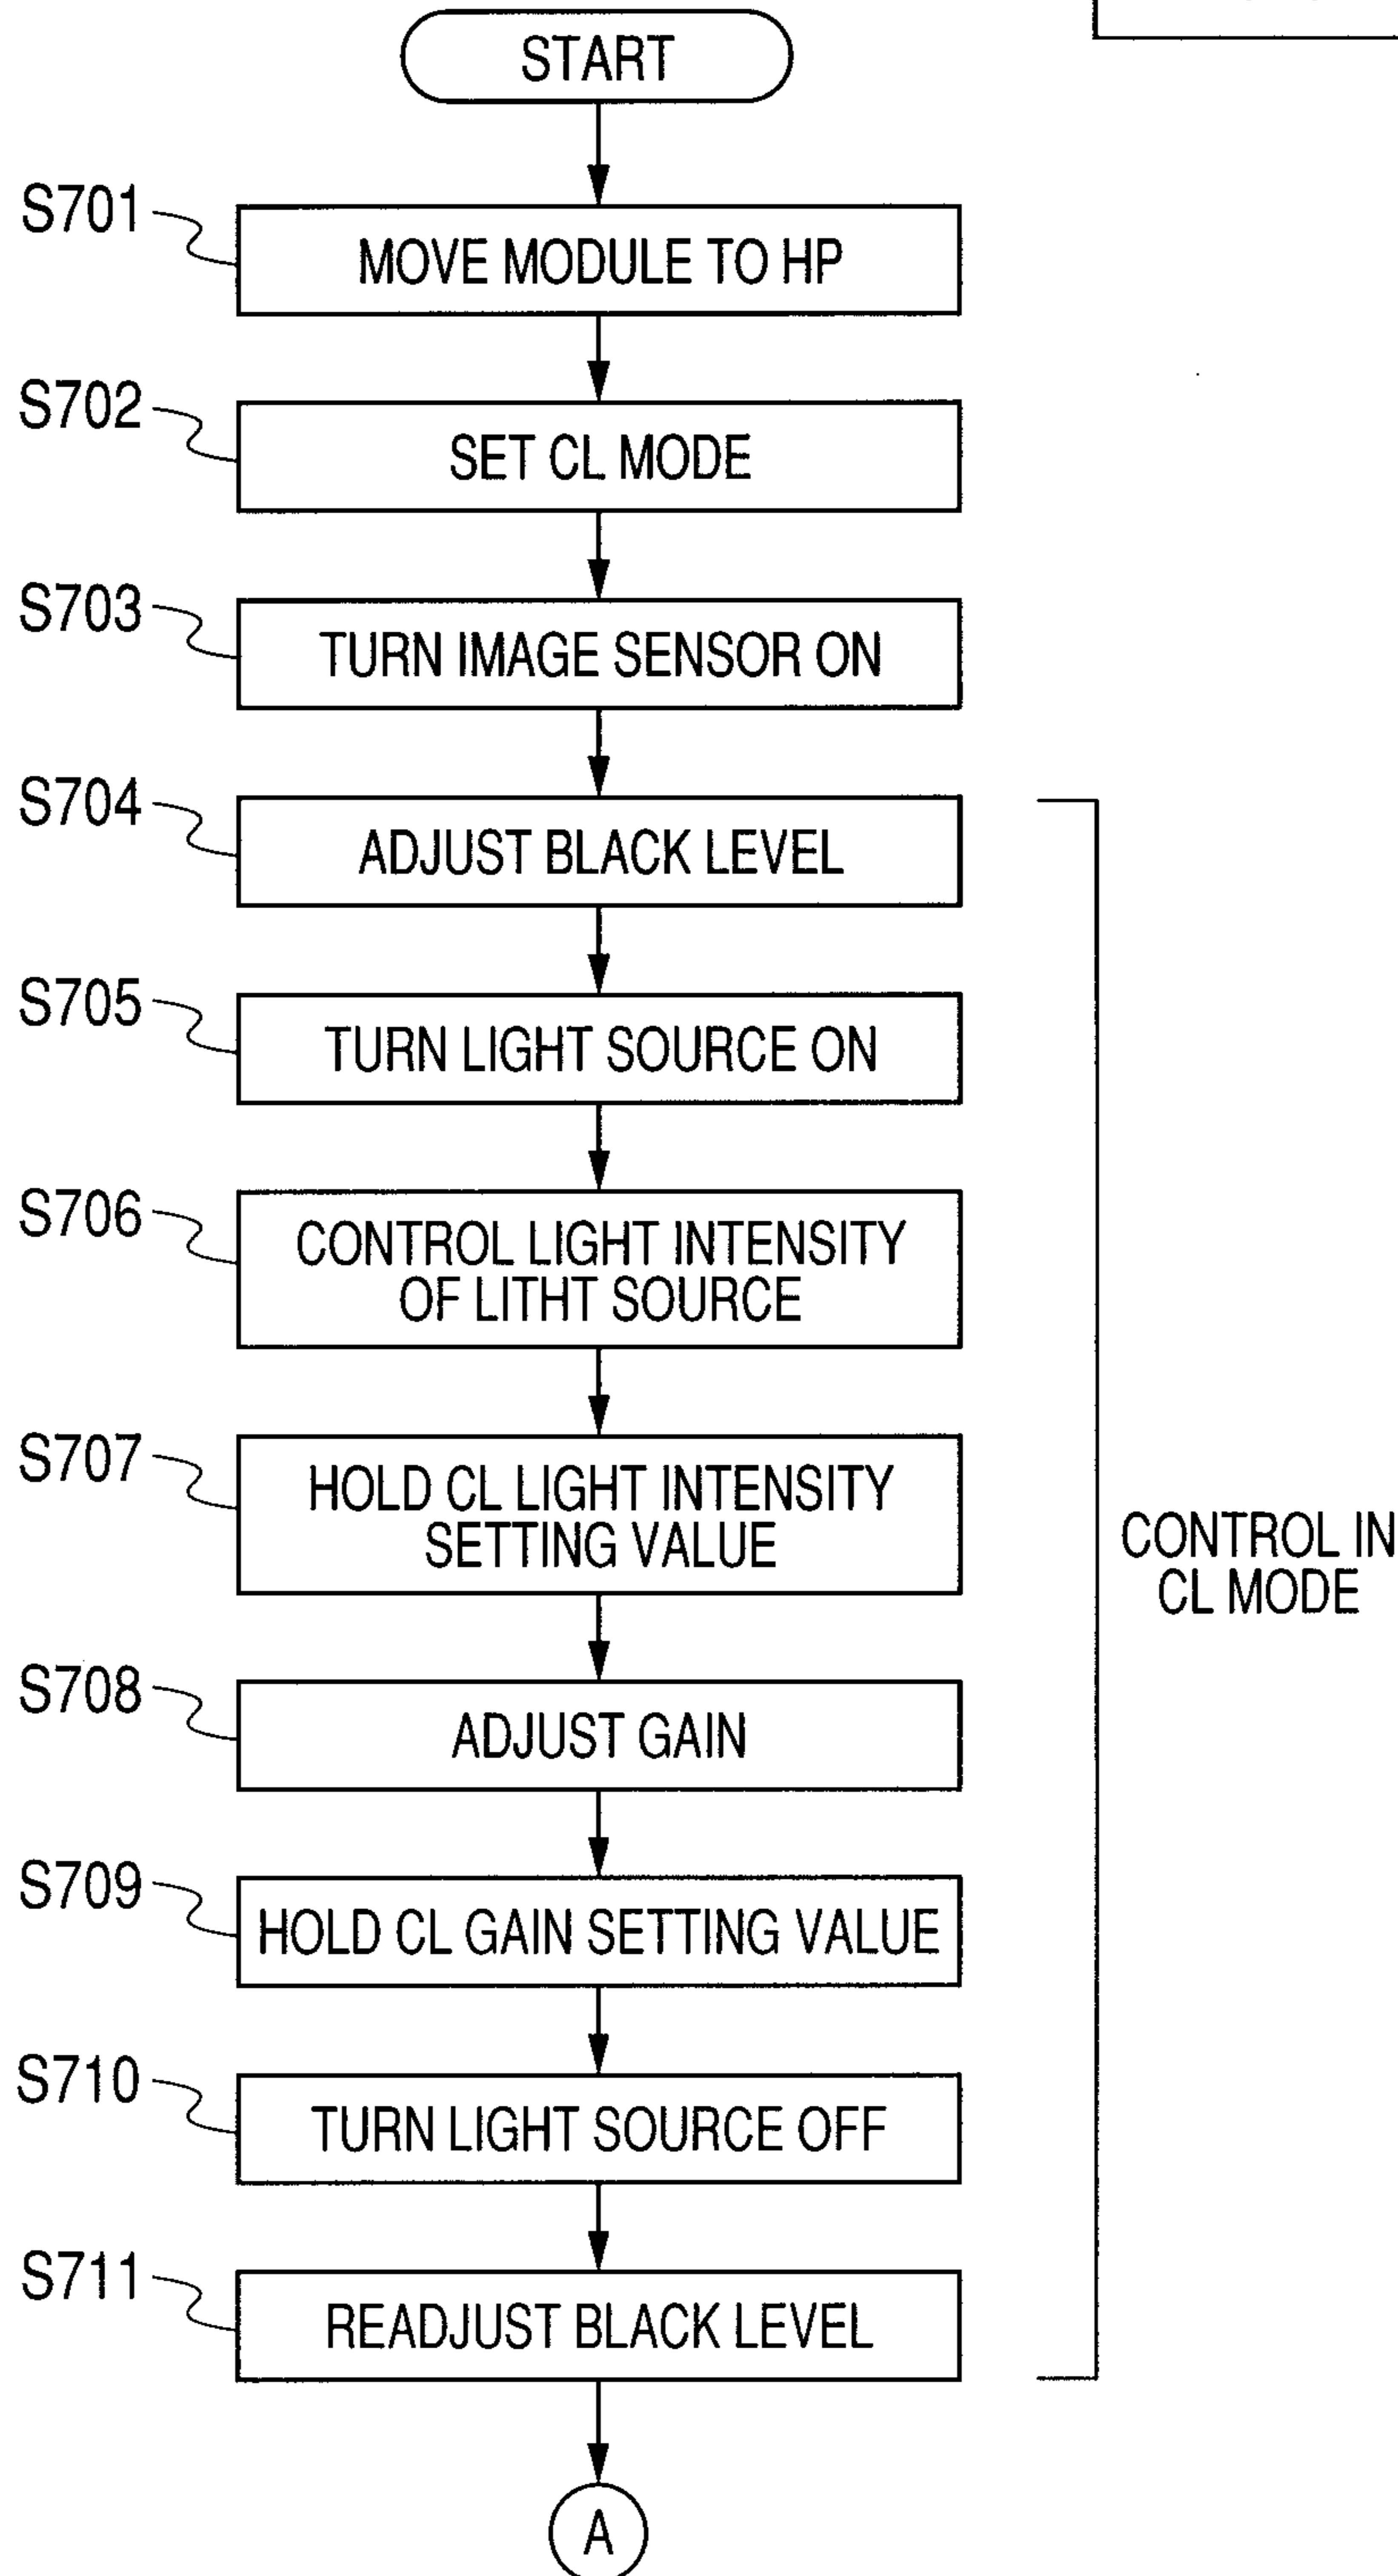 START
S701
MOVE MODULE TO HP
S702
SET CL MODE
S703
TURN IMAGE SENSOR ON
S704
ADJUST BLACK LEVEL
S705
TURN LIGHT SOURCE ON
S706
CONTROL LIGHT INTENSITY
OF LITHT SOURCE
S707
HOLD CL LIGHT INTENSITY
SETTING VALUE
CONTROL IN
CL MODE
S708
ADJUST GAIN
S709
HOLD CL GAIN SETTING VALUE
S710
TURN LIGHT SOURCE OFF
S711
READJUST BLACK LEVEL
A